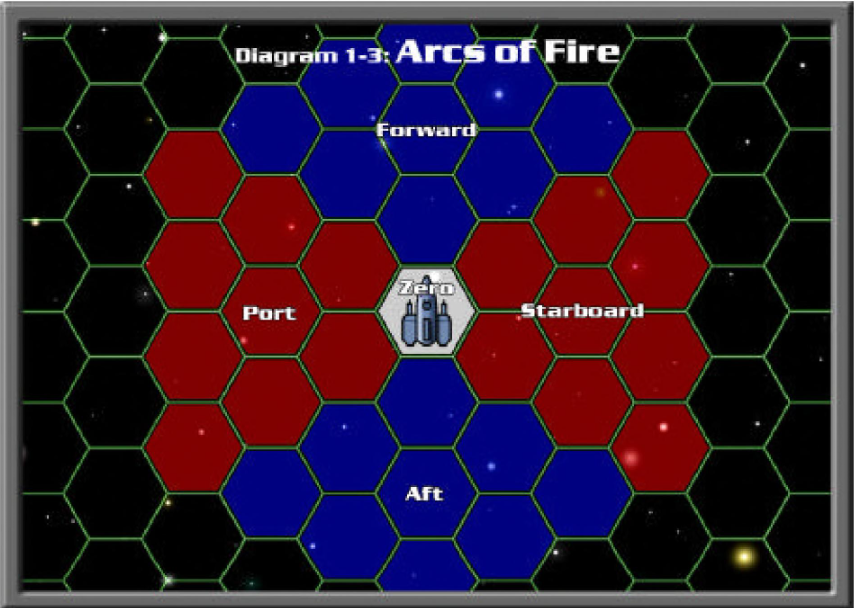 Diagram 1-3: Arcs of Fire
Forward
Zero
Port
Starboard
Aft